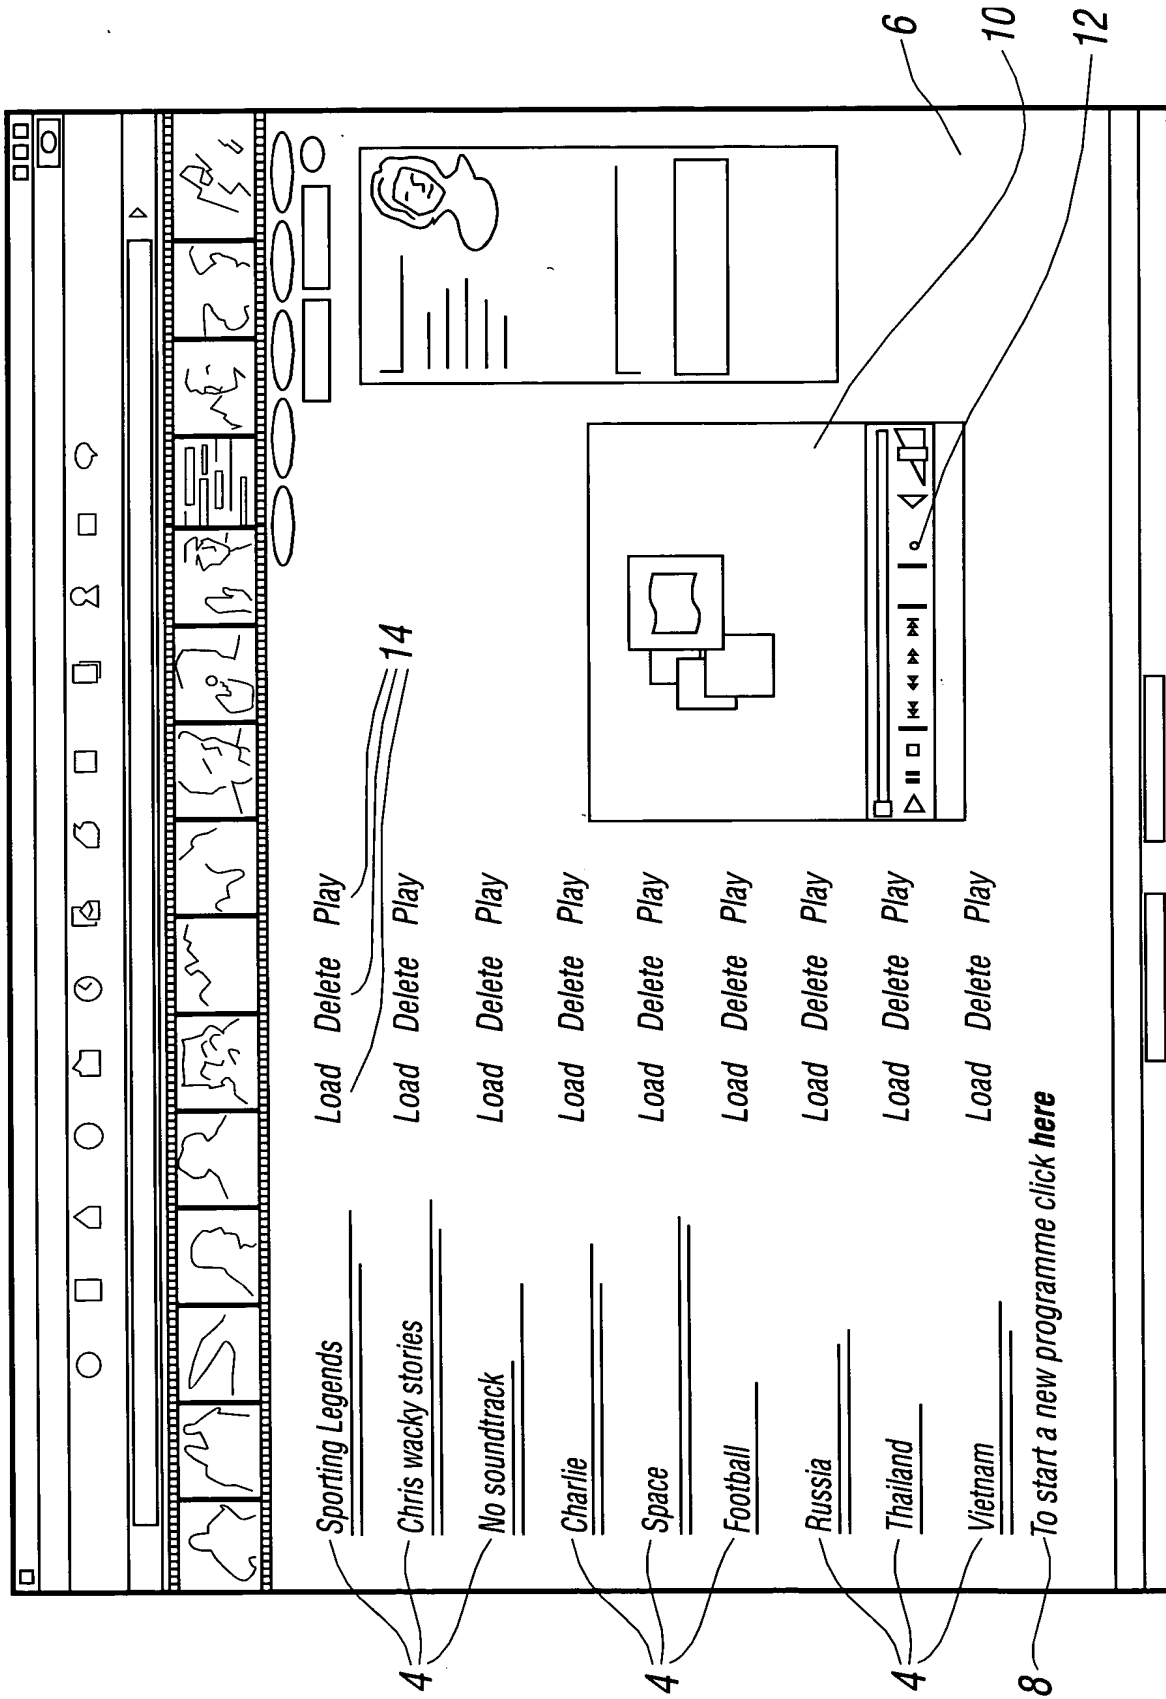 Sporting Legends Load Delete Play
14
Chris wacky stories Load Delete Play
4
No soundtrack Load Delete Play
Charlie Load Delete Play
Space Load Delete Play
4
Football Load Delete Play
Russia Load Delete Play
6
Thailand Load Delete Play
4
Vietnam Load Delete Play
10
8 To start a new programme click here
12